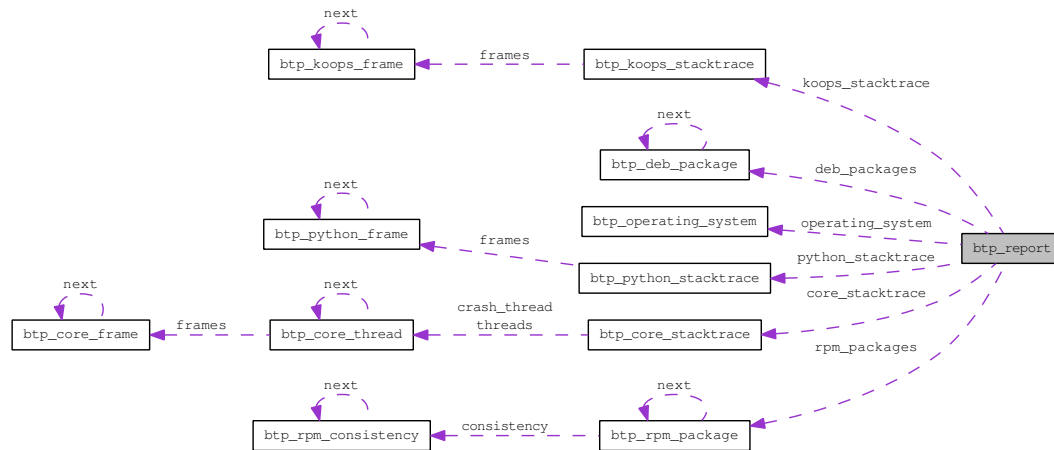 next
btp_koops_frame
frames
btp_koops_stacktrace
koops_stacktrace
next
btp_deb_package
deb_packages
next
btp_python_frame
frames
btp_operating_system
operating_system
btp_report
python_stacktrace
btp_python_stacktrace
core_stacktrace
next
btp_core_frame
frames
next
btp_core_thread
crash_thread
threads
btp_core_stacktrace
rpm_packages
next
btp_rpm_consistency
consistency
next
btp_rpm_package